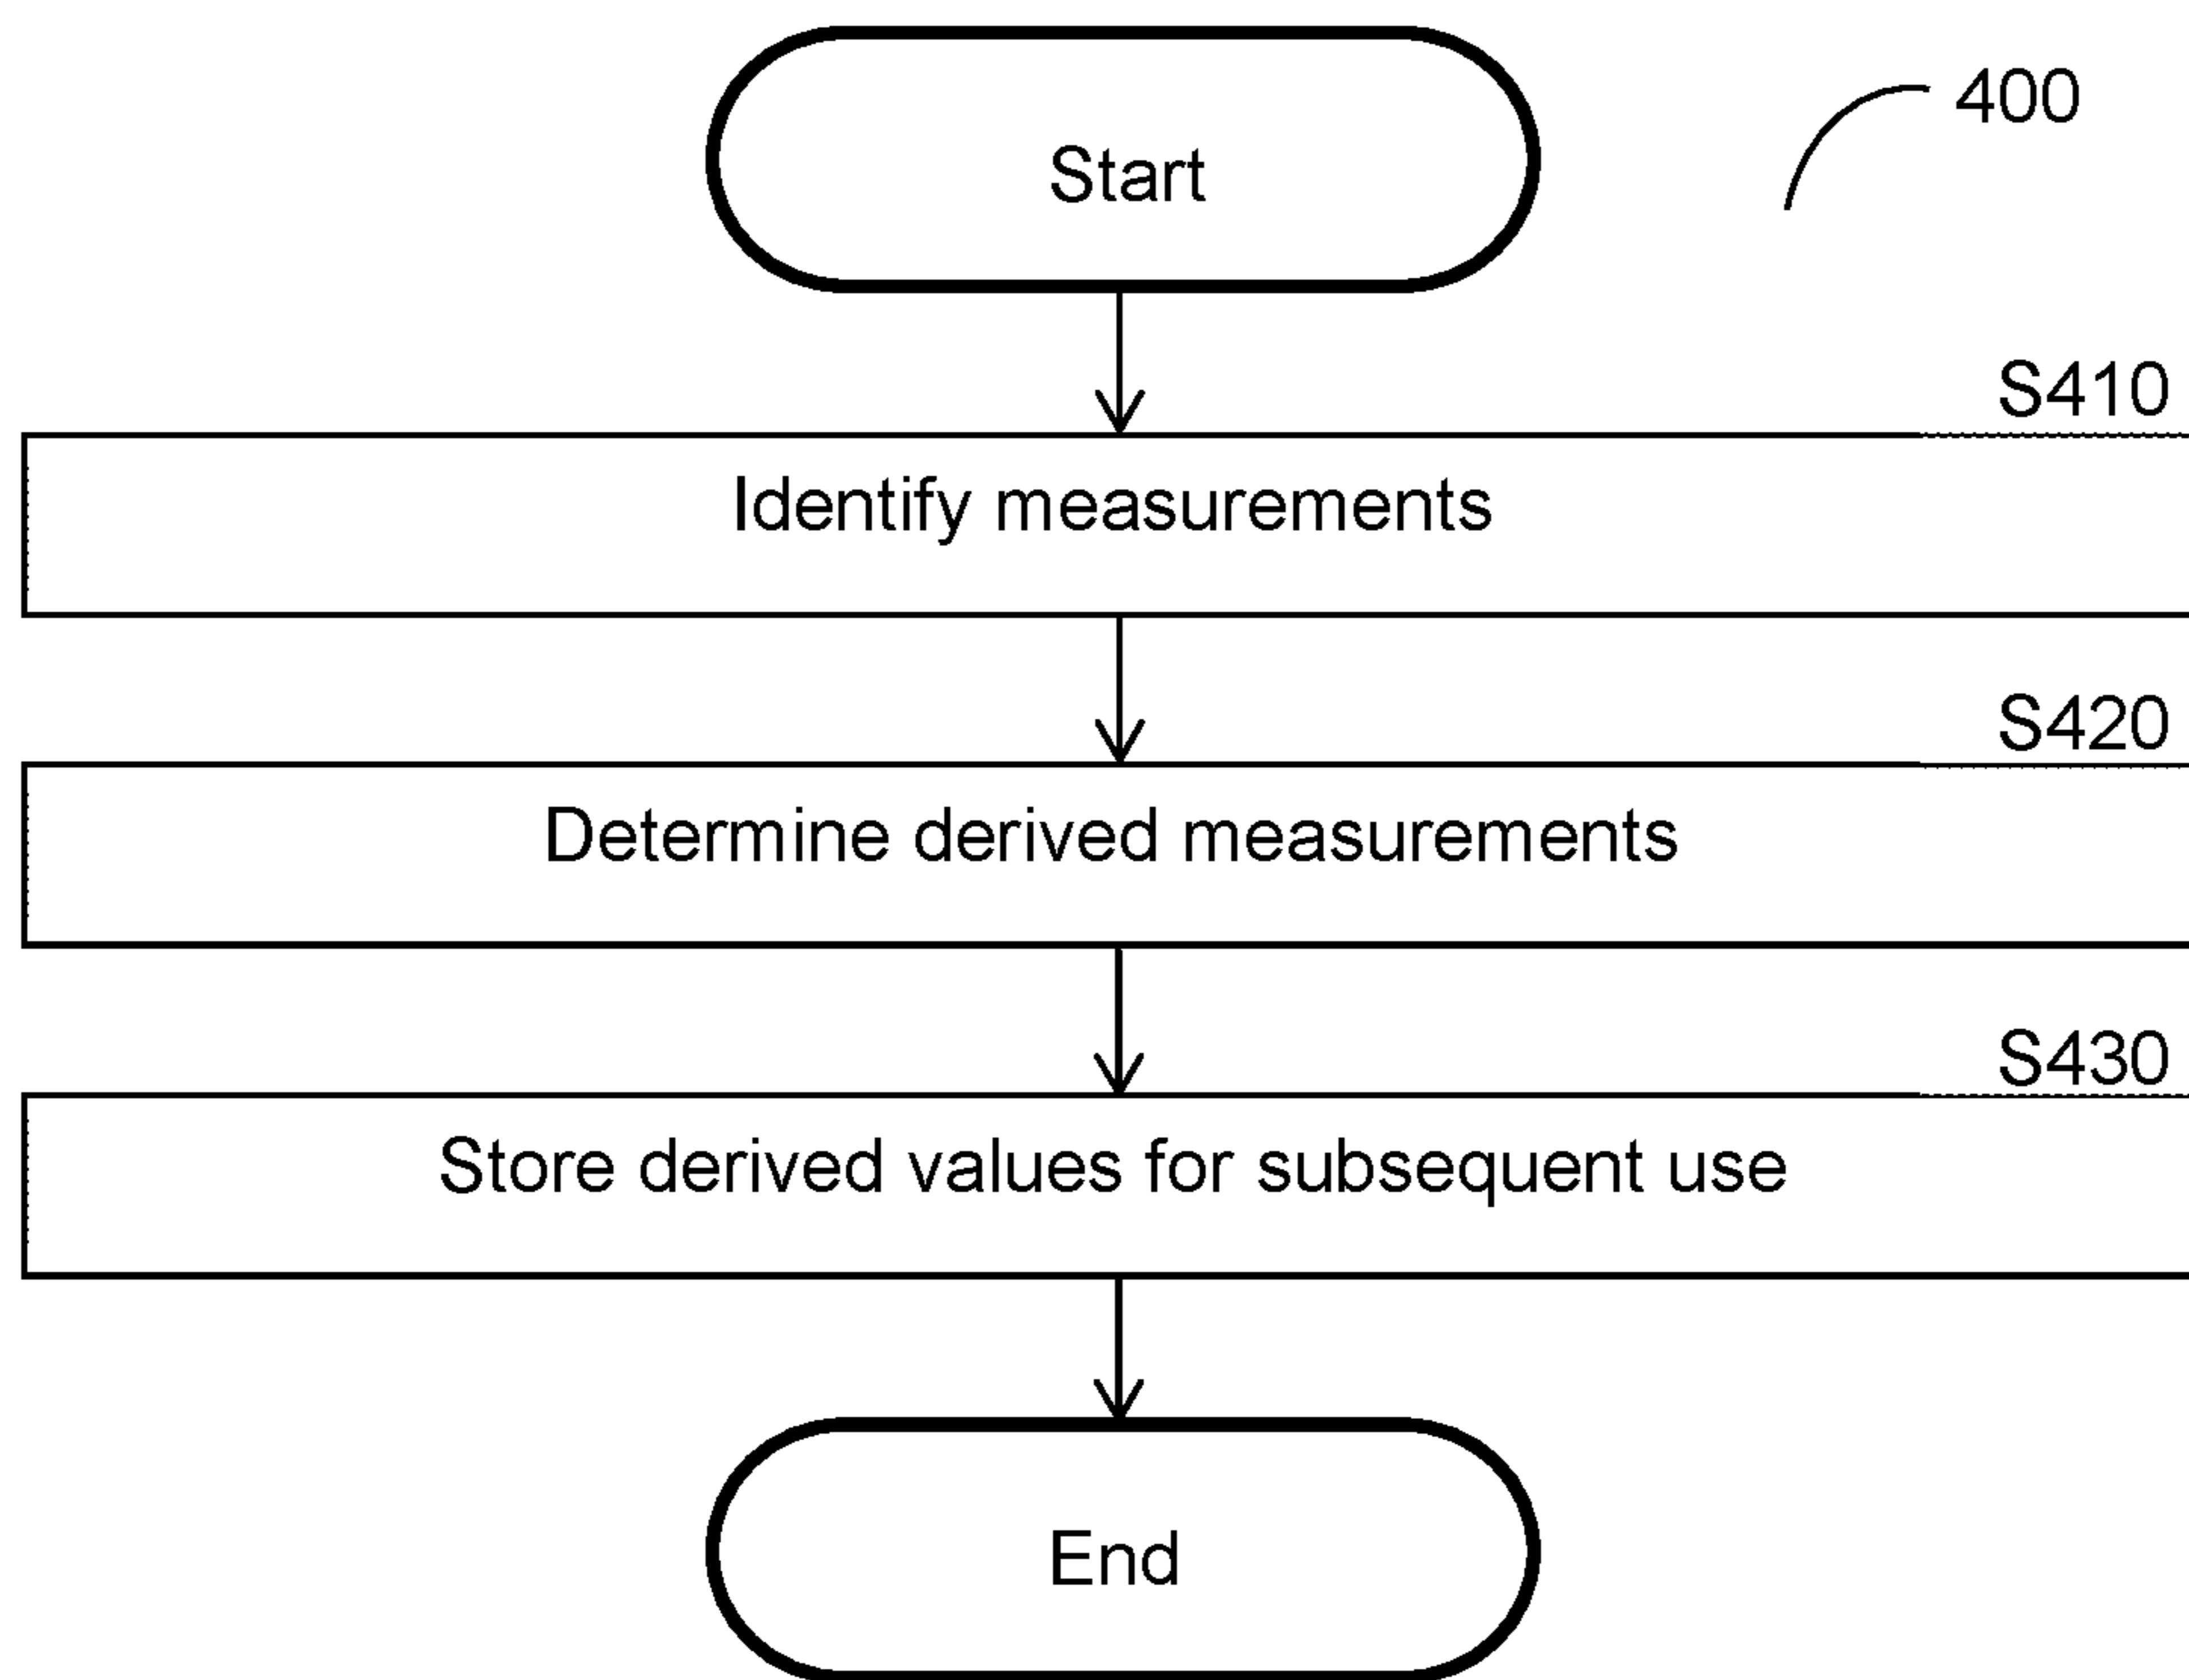 Start
400
S410
Identify measurements
S420
Determine derived measurements
S430
Store derived values for subsequent use
End